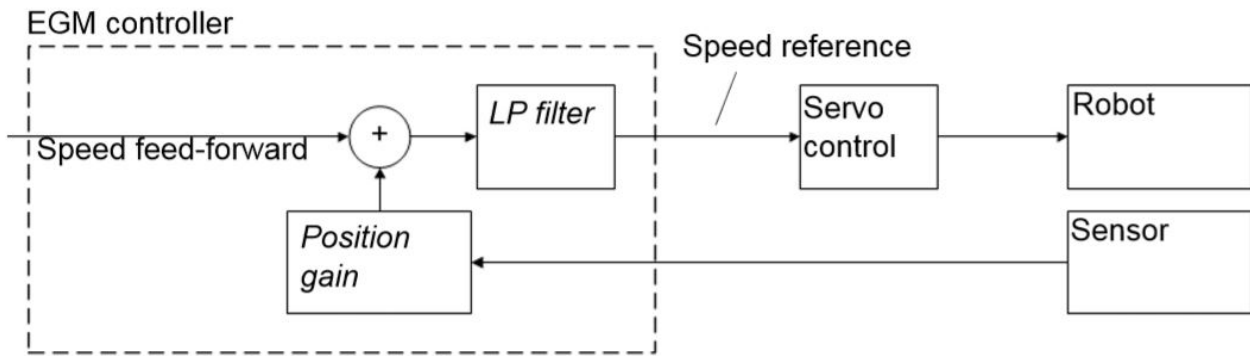 EGM controller
Speed reference
LP filter
Servo
control
Robot
+
Speed feed-forward
Position
gain
Sensor